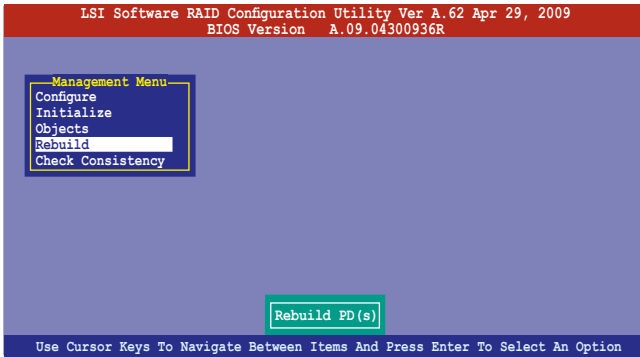 LSI Software RAID Configuration Utility Ver A.62 Apr 29, 2009
BIOS Version A.09.04300936R
Management Menu
Configure
Initialize
Objects
Rebuild
Check Consistency
Rebuild PD(s)
Use Cursor Keys To Navigate Between Items And Press Enter To Select An Option